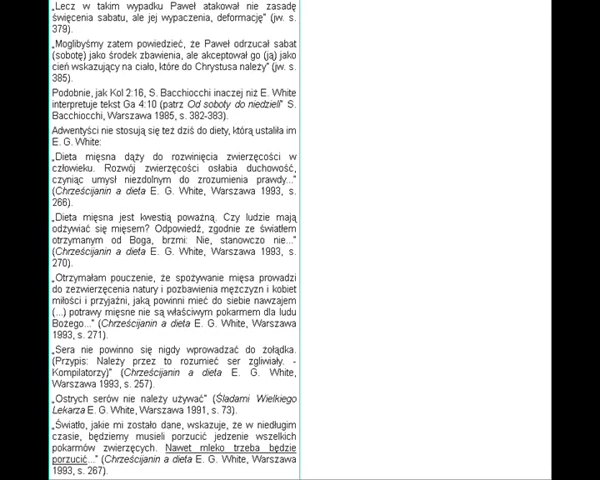 „Lecz w takim wypadku Paweł atakował nie zasadę
święcenia sabatu, ale jej wypaczenia, deformację” (jw. s.
379).
„Moglibyśmy zatem powiedzieć, że Paweł odrzucał sabat
(sobotę) jako środek zbawienia, ale akceptował go (ją) jako
cień wskazujący na ciało, które do Chrystusa należy” (jw. s.
385).
Podobnie, jak Kol 2:16, S. Bacchiocchi inaczej niż E. White
interpretuje tekst Ga 4:10 (patrz Od soboty do niedzieli” S.
Bacchiocchi, Warszawa 1985, s. 382-383).
Adwentyści nie stosują się też dziś do diety, którą ustaliła im
E. G. White:
„Dieta mięsna dąży do rozwinięcia zwierzęcości w
człowieku. Rozwój zwierzęcości osłabia duchowość,
czyniąc umysł niezdolnym do zrozumienia prawdy...”
(Chrześcijanin a dieta E. G. White, Warszawa 1993, s.
266).
„Dieta mięsna jest kwestią poważną. Czy ludzie mają
odżywiać się mięsem? Odpowiedź, zgodnie ze światłem
otrzymanym od Boga, brzmi: Nie, stanowczo nie...”
(Chrześcijanin a dieta E. G. White, Warszawa 1993, s.
270).
„Otrzymałam pouczenie, że spożywanie mięsa prowadzi
do zezwierzęcenia natury i pozbawienia mężczyzn i kobiet
miłości i przyjaźni, jaką powinni mieć do siebie nawzajem
(...) potrawy mięsne nie są właściwym pokarmem dla ludu
Bożego...” (Chrześcijanin a dieta E. G. White, Warszawa
1993, s. 271).
„Sera nie powinno się nigdy wprowadzać do żołądka.
(Przypis: Należy przez to rozumieć ser zgliwiały. -
Kompilatorzy)” (Chrześcijanin a dieta E. G. White,
Warszawa 1993, s. 257).
„Ostrych serów nie należy używać” (Śladami Wielkiego
Lekarza E. G. White, Warszawa 1991, s. 73).
„Światło, jakie mi zostało dane, wskazuje, że w niedługim
czasie, będziemy musieli porzucić jedzenie wszelkich
pokarmów zwierzęcych. Nawet mleko trzeba będzie
porzucić...” (Chrześcijanin a dieta E. G. White, Warszawa
1993, s. 267).